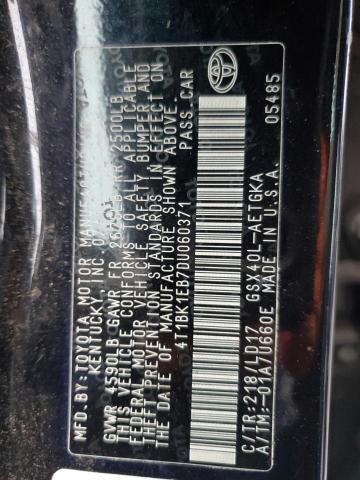 MFD. BY: TOYOTA MOTOR MANUFACTURING
KENTUCKY, INC.
GVWR 4590LB GAWR FR 2500LB
THIS VEHICLE CONFORMS TO ALL APPLICABLE
FEDERAL MOTOR VEHICLE SAFETY BUMPER AND
THEFT PREVENTION STANDARDS IN EFFECT ON
THE DATE OF MANUFACTURE SHOWN ABOVE.
4T1BK1EB7DU060371
PASS.CAR
C/TR:218/LD17 GSX40L-AETGKA
A/TM:-01A/U660E MADE IN U.S.A.
05485
TOYOTA